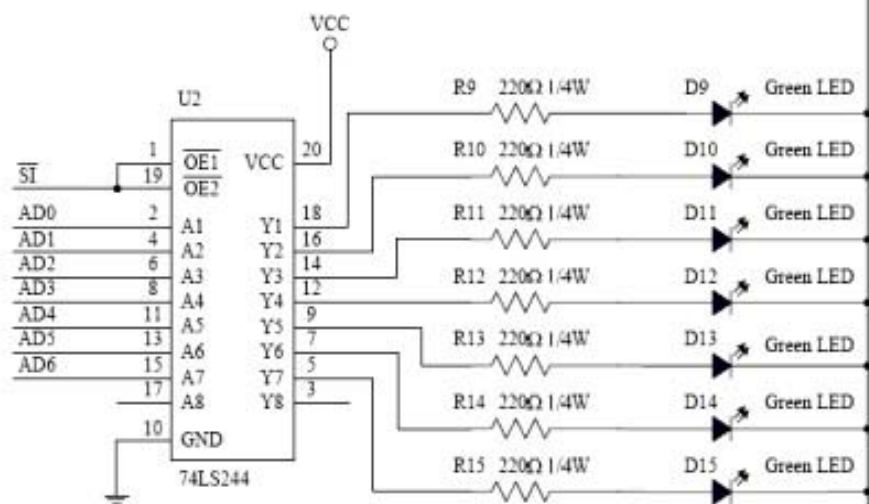 VCC
R9 220Ω 1/4W D9 Green LED
U2
1 OE1 VCC 20
R10 220Ω 1/4W D10 Green LED
SI 19 OE2
AD0 2 A1 Y1 18
R11 220Ω 1/4W D11 Green LED
AD1 4 A2 Y2 16
AD2 6 A3 Y3 14
R12 220Ω 1/4W D12 Green LED
AD3 8 A4 Y4 12
AD4 11 A5 Y5 9
R13 220Ω 1/4W D13 Green LED
AD5 13 A6 Y6 7
AD6 15 A7 Y7 5
17 A8 Y8 3
R14 220Ω 1/4W D14 Green LED
10 GND
R15 220Ω 1/4W D15 Green LED
74LS244